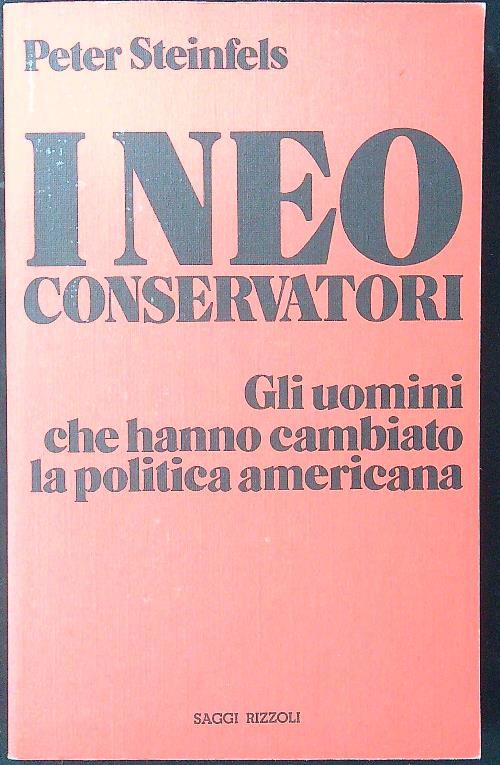 Peter Steinfels
I NEO
CONSERVATORI
Gli uomini
che hanno cambiato
la politica americana
SAGGI RIZZOLI